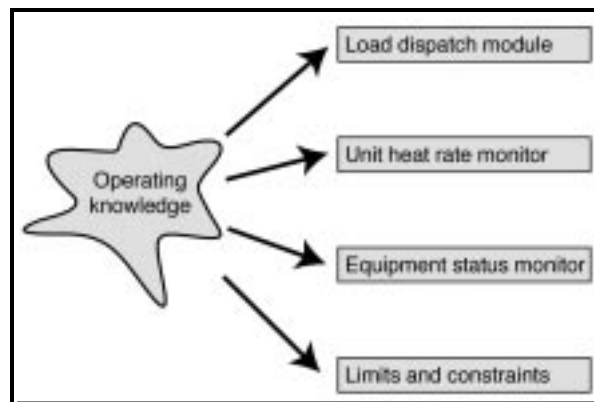 Load dispatch module
Unit heat rate monitor
Operating
knowledge
Equipment status monitor
Limits and constraints